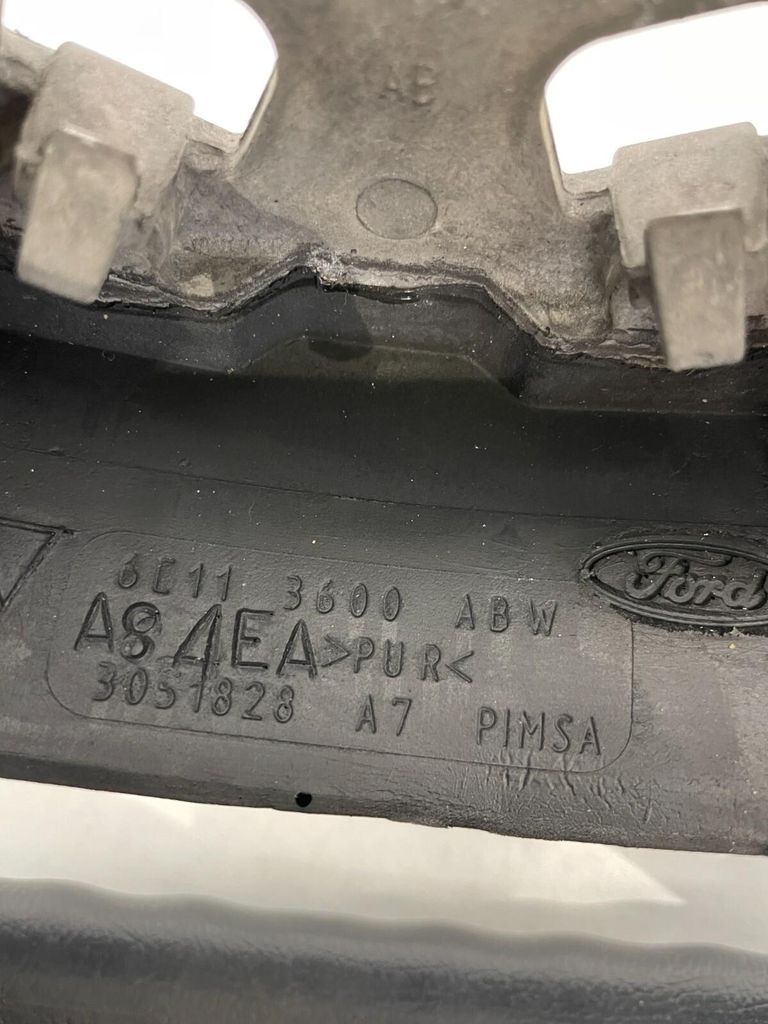 AB
6C11 3600 ABW
Ford
A84EA >PUR<
3051828 A7 PIMSA